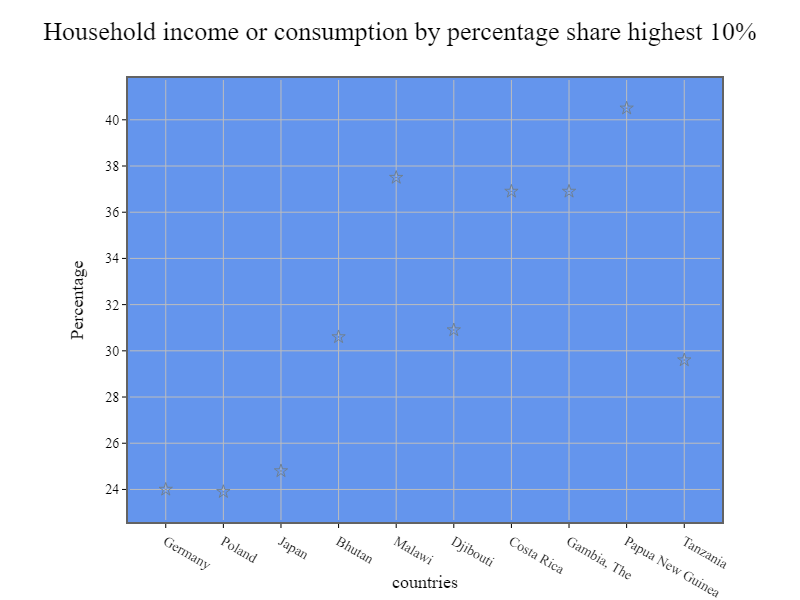 Household income or consumption by percentage share highest 10%
Percentage
40
38
36
34
32
30
28
26
24
Germany
Poland
Japan
Bhutan
Malawi
Djibouti
Costa Rica
Gambia, The
Papua New Guinea
Tanzania
countries